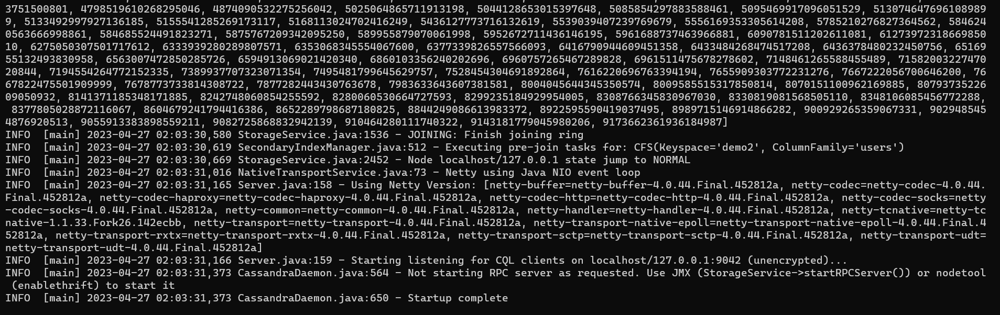 3751500801, 4798519610268295046, 4874090532275256042, 5025064865711913198, 5044128653015397648, 5085854297883588461, 5095469917096051529, 513074647696108989
9, 5133492997927136185, 5155541285269173117, 5168113024702416249, 5436127773716132619, 5539039407239769679, 5556169353305614208, 5785210276827364562, 584624
0563666998861, 584685524491823271, 5875767209342095250, 589955879070061998, 5952672711436146195, 5961688737463966881, 6090781511202611081, 61273972318669850
10, 6275050307501717612, 6333939280289807571, 6353068345554067600, 6377339826557566093, 6416790944609451358, 6433484268474517208, 6436378480232450756, 65169
55132493830958, 6563007472850285726, 6594913069021420340, 6860103356240202696, 6960757265467289828, 6961511475678278602, 7148461265588455489, 71582003227470
20844, 7194554264772152335, 7389937707323071354, 7495481799645629757, 7528454304691892864, 7616220696763394194, 7655909303772231276, 7667222056700646200, 76
67822475501909999, 7678773733814308722, 7877282443430763678, 7983633643607381581, 8004045644345350574, 8009585515317850814, 8070151100962169885, 80793735226
09050932, 8141371185348171885, 8242748060854255592, 8280060530664727593, 8299235184929954005, 8308766345830967030, 8330819081568505110, 8348106085456772288,
8377805028872116067, 8604679241794416386, 8652289798687180825, 8844249086613983372, 8922595590419037495, 8989715146914866282, 900929265359067331, 902948545
4876920513, 9055913383898559211, 9082725868832942139, 910464280111740322, 9143181779045980206, 9173662361936184987]
INFO  [main] 2023-04-27 02:03:30,580 StorageService.java:1536 - JOINING: Finish joining ring
INFO  [main] 2023-04-27 02:03:30,619 SecondaryIndexManager.java:512 - Executing pre-join tasks for: CFS(Keyspace='demo2', ColumnFamily='users')
INFO  [main] 2023-04-27 02:03:30,669 StorageService.java:2452 - Node localhost/127.0.0.1 state jump to NORMAL
INFO  [main] 2023-04-27 02:03:31,016 NativeTransportService.java:73 - Netty using Java NIO event loop
INFO  [main] 2023-04-27 02:03:31,165 Server.java:158 - Using Netty Version: [netty-buffer=netty-buffer-4.0.44.Final.452812a, netty-codec=netty-codec-4.0.44.
Final.452812a, netty-codec-haproxy=netty-codec-haproxy-4.0.44.Final.452812a, netty-codec-http=netty-codec-http-4.0.44.Final.452812a, netty-codec-socks=netty
-codec-socks-4.0.44.Final.452812a, netty-common=netty-common-4.0.44.Final.452812a, netty-handler=netty-handler-4.0.44.Final.452812a, netty-tcnative=netty-tc
native-1.1.33.Fork26.142ecbb, netty-transport=netty-transport-4.0.44.Final.452812a, netty-transport-native-epoll=netty-transport-native-epoll-4.0.44.Final.4
52812a, netty-transport-rxtx=netty-transport-rxtx-4.0.44.Final.452812a, netty-transport-sctp=netty-transport-sctp-4.0.44.Final.452812a, netty-transport-udt=
netty-transport-udt-4.0.44.Final.452812a]
INFO  [main] 2023-04-27 02:03:31,166 Server.java:159 - Starting listening for CQL clients on localhost/127.0.0.1:9042 (unencrypted)...
INFO  [main] 2023-04-27 02:03:31,373 CassandraDaemon.java:564 - Not starting RPC server as requested. Use JMX (StorageService->startRPCServer()) or nodetool
(enablethrift) to start it
INFO  [main] 2023-04-27 02:03:31,373 CassandraDaemon.java:650 - Startup complete